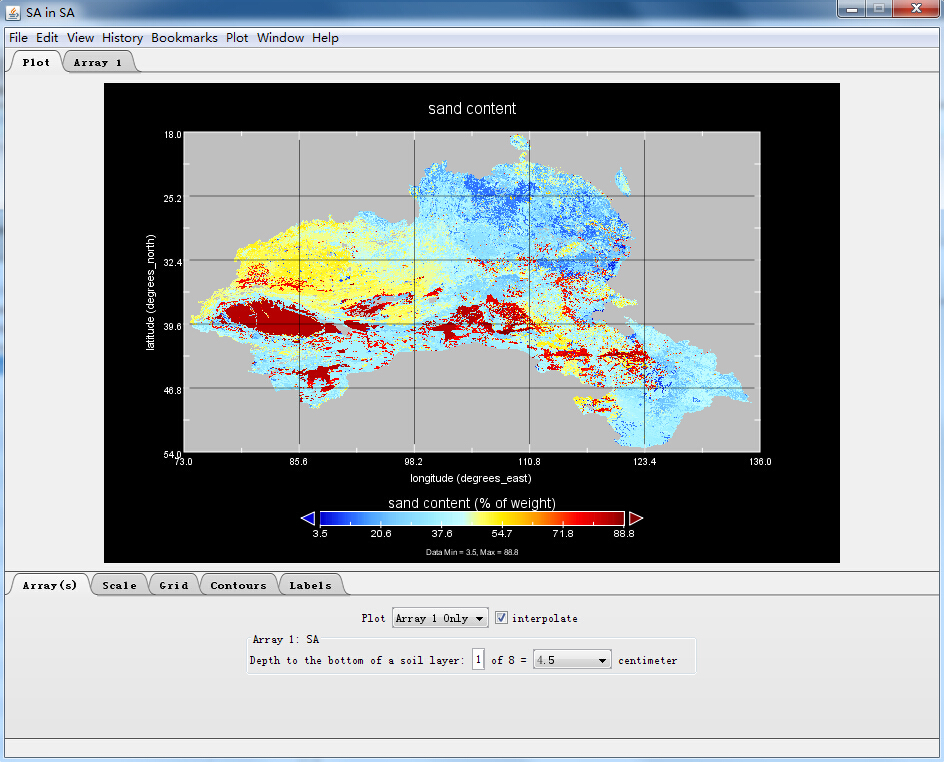 SA in SA
File Edit View History Bookmarks Plot Window Help
Plot Array 1
sand content
18.0
25.2
32.4
39.6
46.8
54.0
latitude (degrees_north)
73.0 85.6 98.2 110.8 123.4 136.0
longitude (degrees_east)
sand content (% of weight)
3.5 20.6 37.6 54.7 71.8 88.8
Data Min = 3.5, Max = 88.8
Array(s) Scale Grid Contours Labels
Plot Array 1 Only interpolate
Array 1: SA
Depth to the bottom of a soil layer: 1 of 8 = 4.5 centimeter